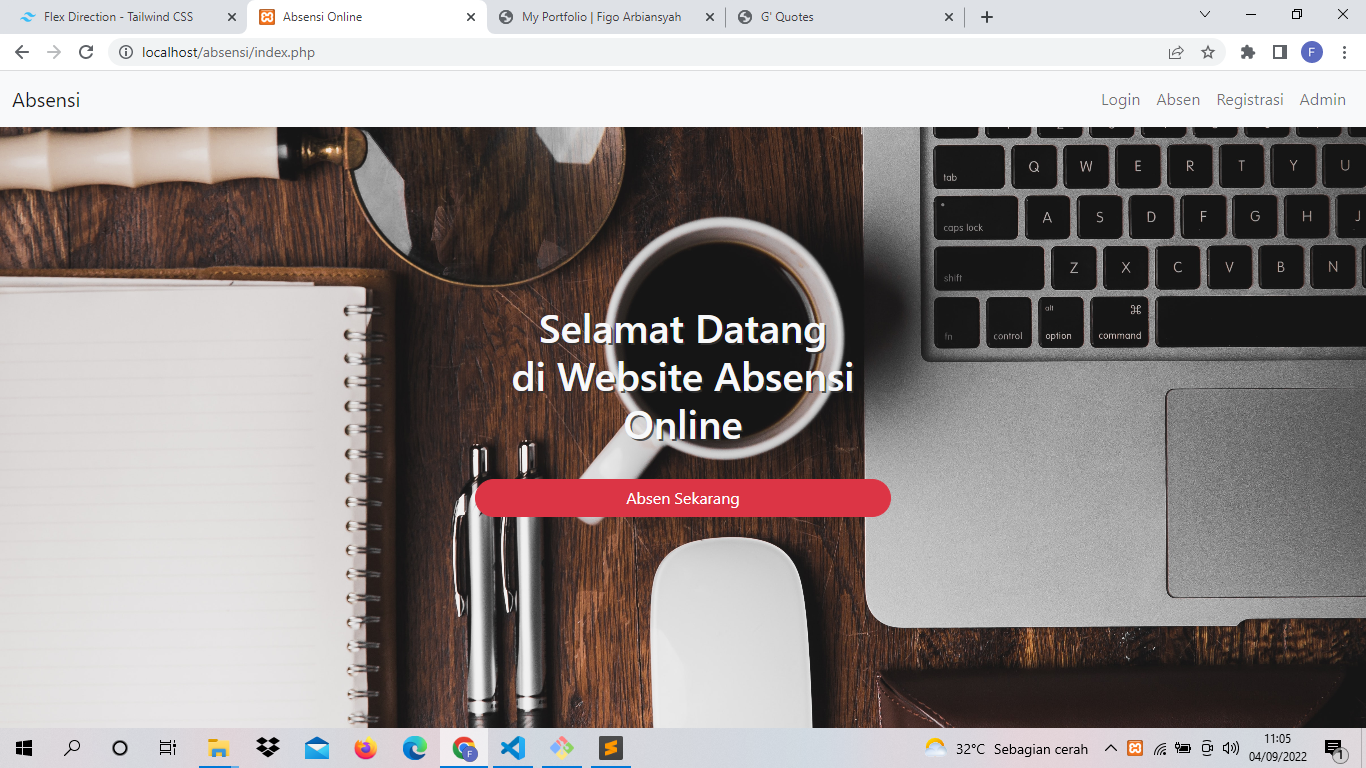 Flex Direction - Tailwind CSS
Absensi Online
My Portfolio | Figo Arbiansyah
G' Quotes
localhost/absensi/index.php
F
Absensi
Login Absen Registrasi Admin
tab Q W E R T Y U
caps lock A S D F G H J
shift Z X C V B N
fn control alt option ⌘ command
Selamat Datang
di Website Absensi
Online
Absen Sekarang
F
32°C Sebagian cerah
11:05
04/09/2022
1